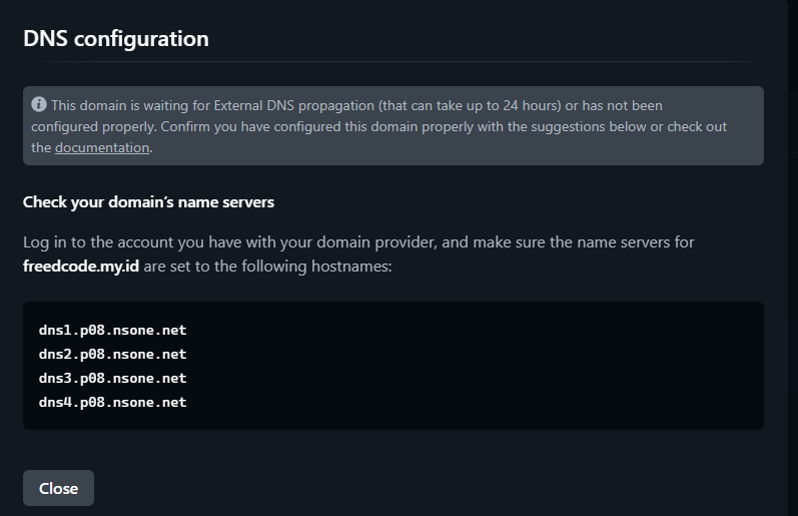 DNS configuration
This domain is waiting for External DNS propagation (that can take up to 24 hours) or has not been
configured properly. Confirm you have configured this domain properly with the suggestions below or check out
the documentation.
Check your domain's name servers
Log in to the account you have with your domain provider, and make sure the name servers for
freedcode.my.id are set to the following hostnames:
dns1.p08.nsone.net
dns2.p08.nsone.net
dns3.p08.nsone.net
dns4.p08.nsone.net
Close